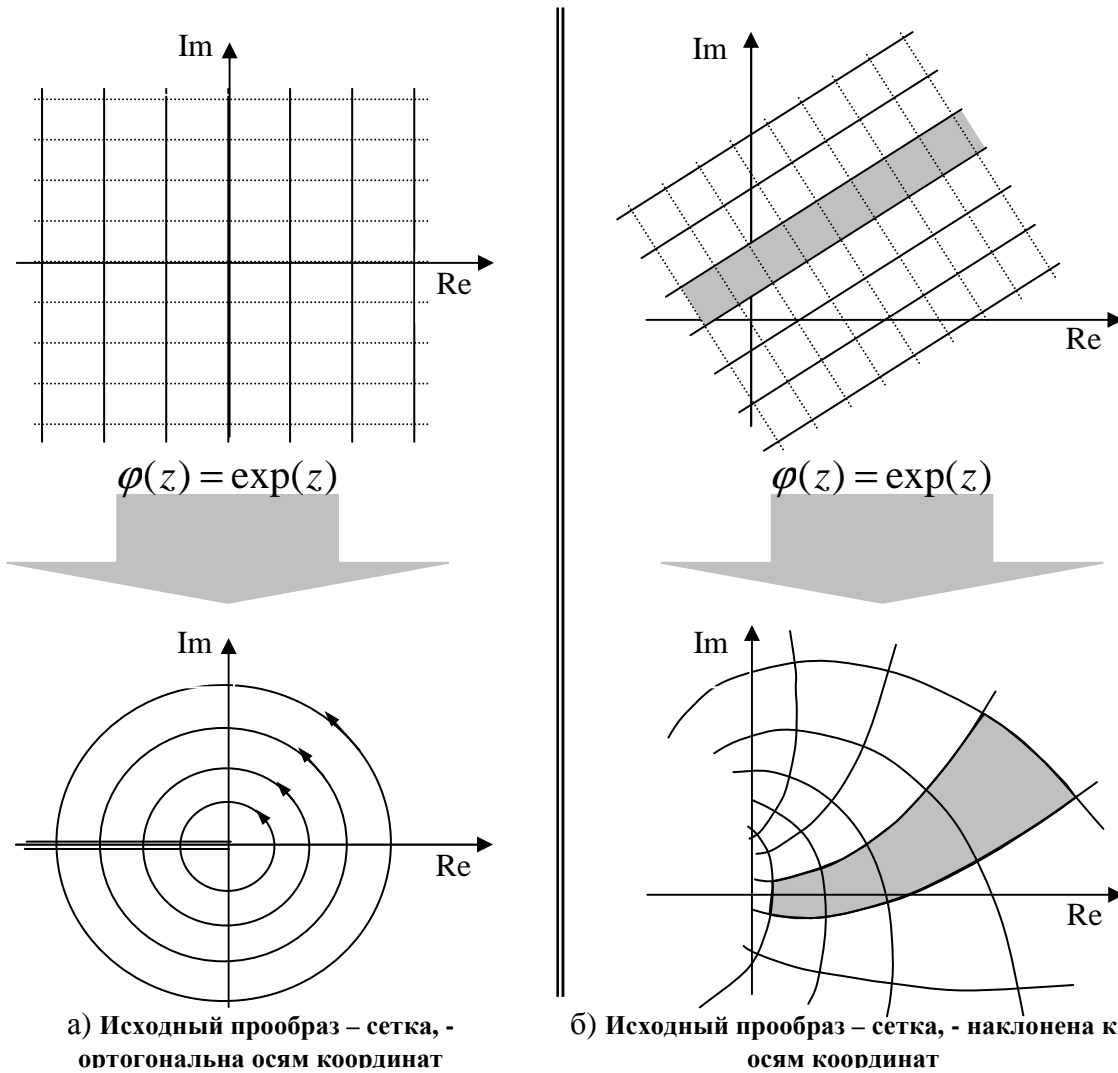 Im
Re
φ(z) = exp(z)
Im
Re
а) Исходный прообраз – сетка, -
ортогональна осям координат
Im
Re
φ(z) = exp(z)
Im
Re
б) Исходный прообраз – сетка, - наклонена к
осям координат